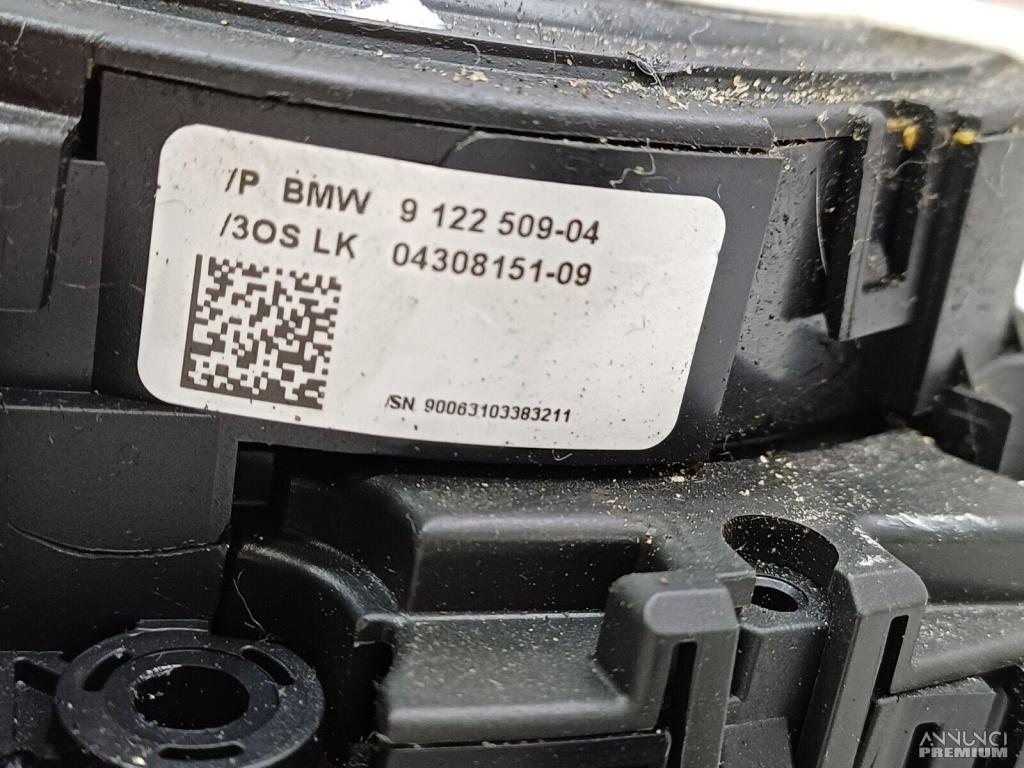 /P BMW 9 122 509-04
/3OS LK 04308151-09
/SN 90063103383211
ANNUNCI
PREMIUM